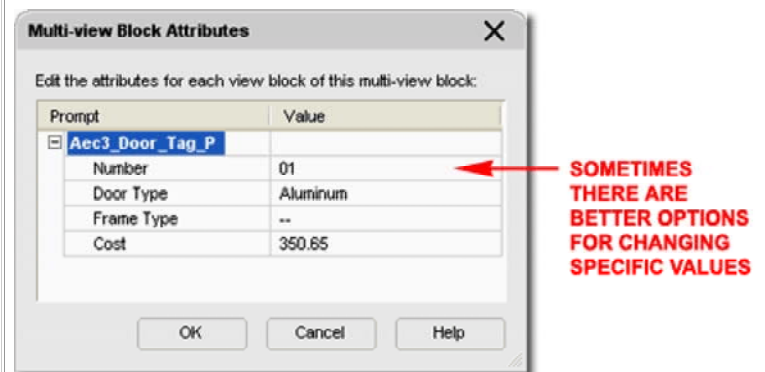 Multi-view Block Attributes
Edit the attributes for each view block of this multi-view block:
Prompt Value
Aec3_Door_Tag_P
Number 01
Door Type Aluminum
Frame Type --
Cost 350.65
OK Cancel Help
SOMETIMES
THERE ARE
BETTER OPTIONS
FOR CHANGING
SPECIFIC VALUES